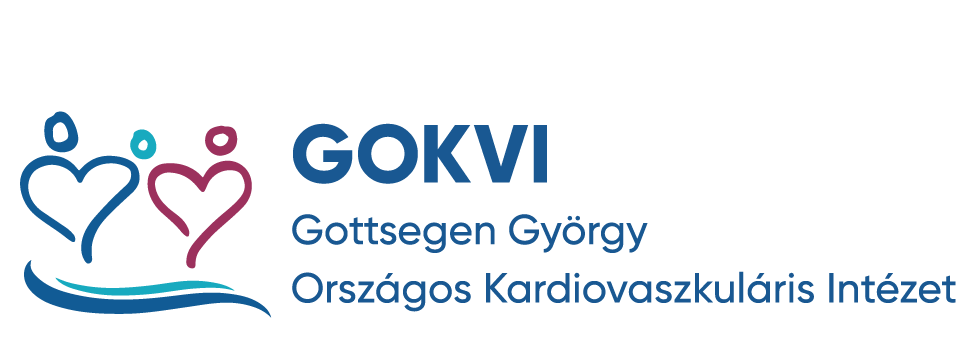 GOKVI
Gottsegen György
Országos Kardiovaszkuláris Intézet